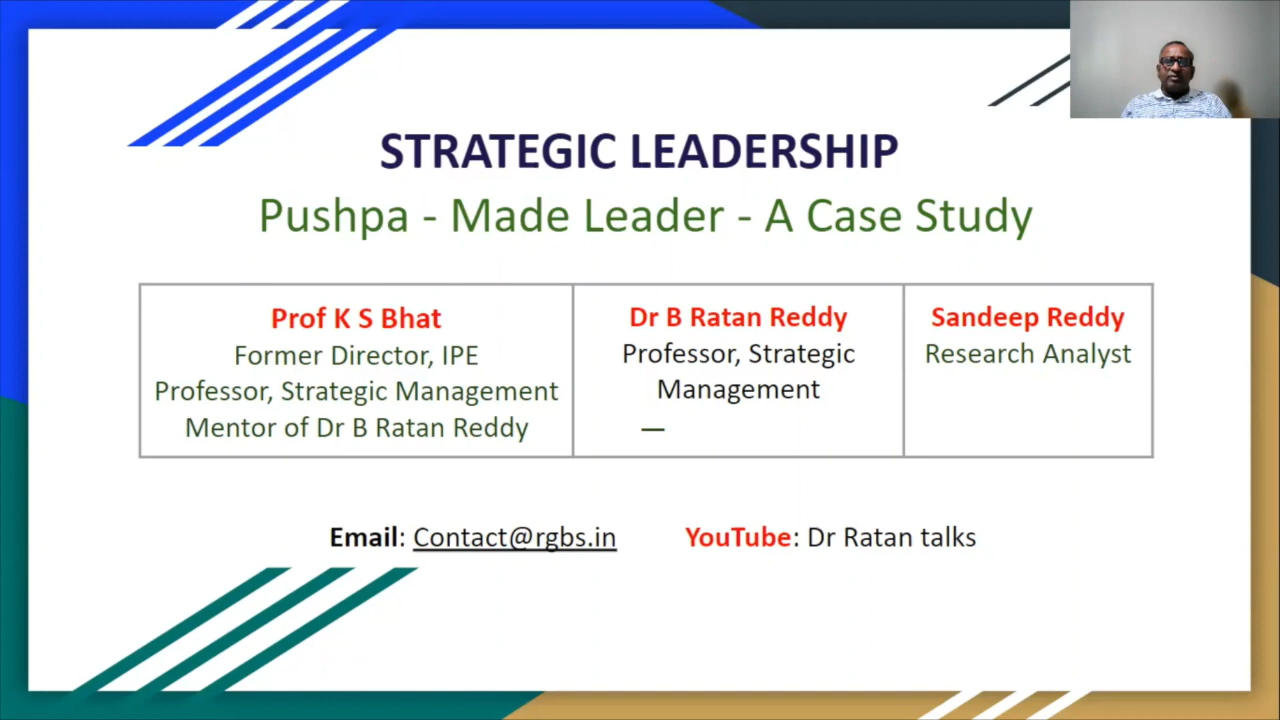 STRATEGIC LEADERSHIP
Pushpa - Made Leader - A Case Study
Prof K S Bhat
Former Director, IPE
Professor, Strategic Management
Mentor of Dr B Ratan Reddy
Dr B Ratan Reddy
Professor, Strategic
Management
—
Sandeep Reddy
Research Analyst
Email: Contact@rgbs.in
YouTube: Dr Ratan talks